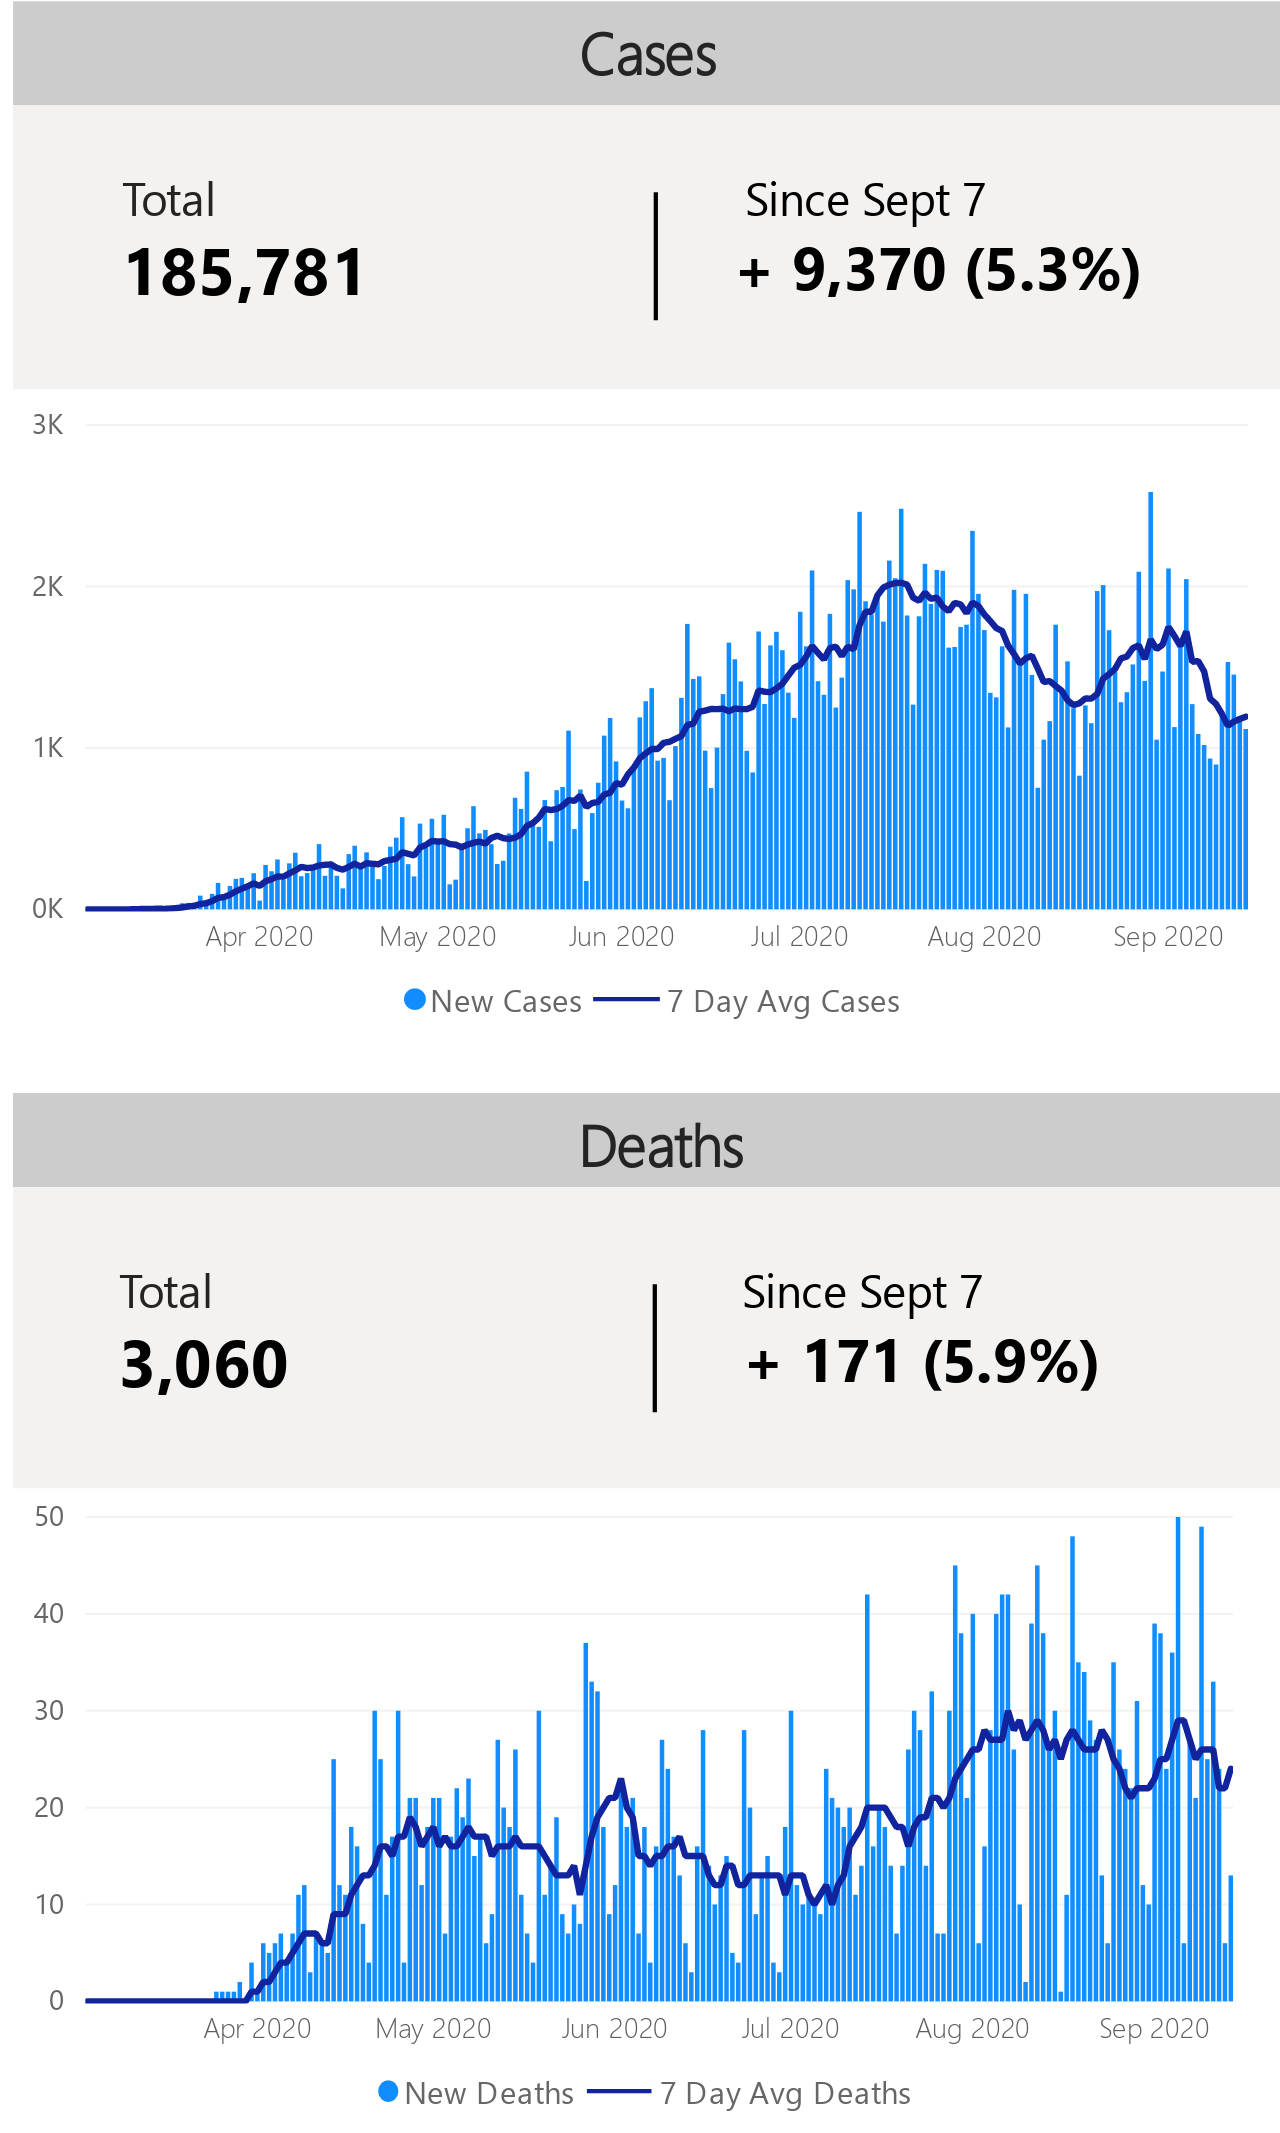 Cases
Total
Since Sept 7
185,781
+ 9,370 (5.3%)
3K
2K
1K
0K
Apr 2020
May 2020
Jun 2020
Jul 2020
Aug 2020
Sep 2020
New Cases
7 Day Avg Cases
Deaths
Total
Since Sept 7
3,060
+ 171 (5.9%)
50
40
30
20
10
0
Apr 2020
May 2020
Jun 2020
Jul 2020
Aug 2020
Sep 2020
New Deaths
7 Day Avg Deaths